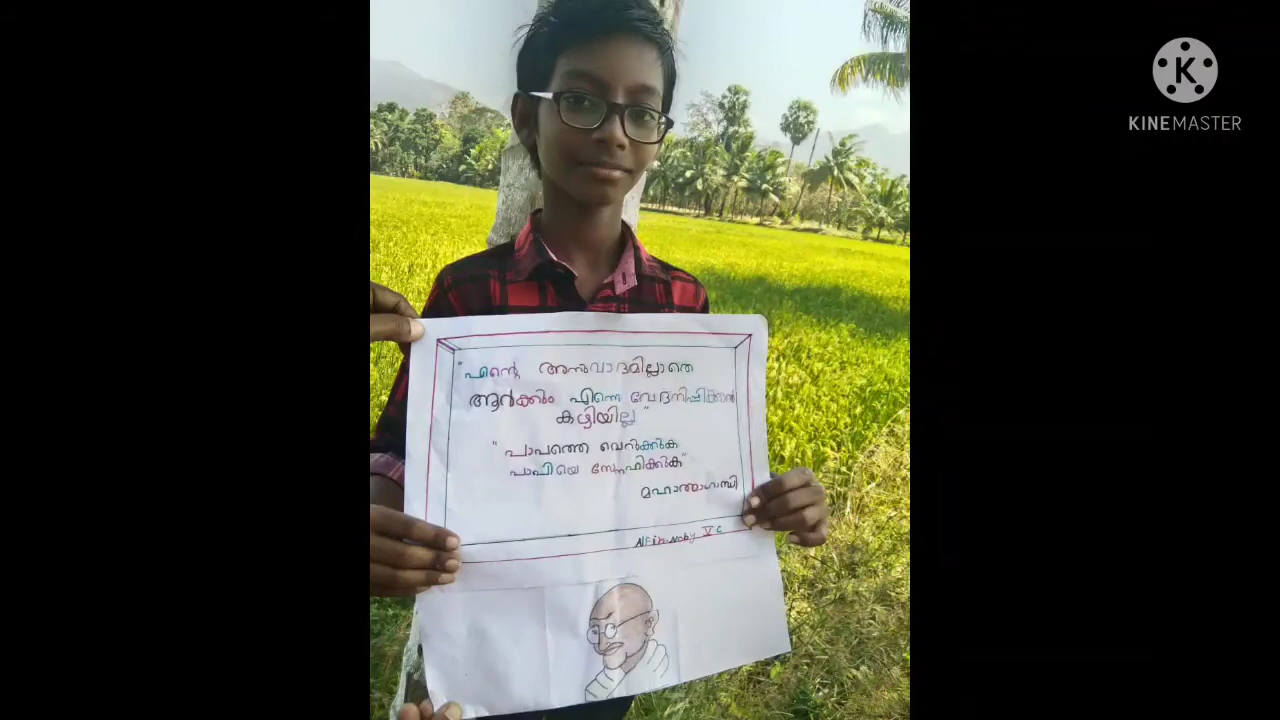 "എന്റെ അനുവാദമില്ലാതെ
ആർക്കും എന്നെ വേദനിപ്പിക്കാൻ
കഴിയില്ല"
"പാപത്തെ വെറുക്കുക
പാപിയെ സ്നേഹിക്കുക"
മഹാത്മാഗാന്ധി
V C
KINEMASTER